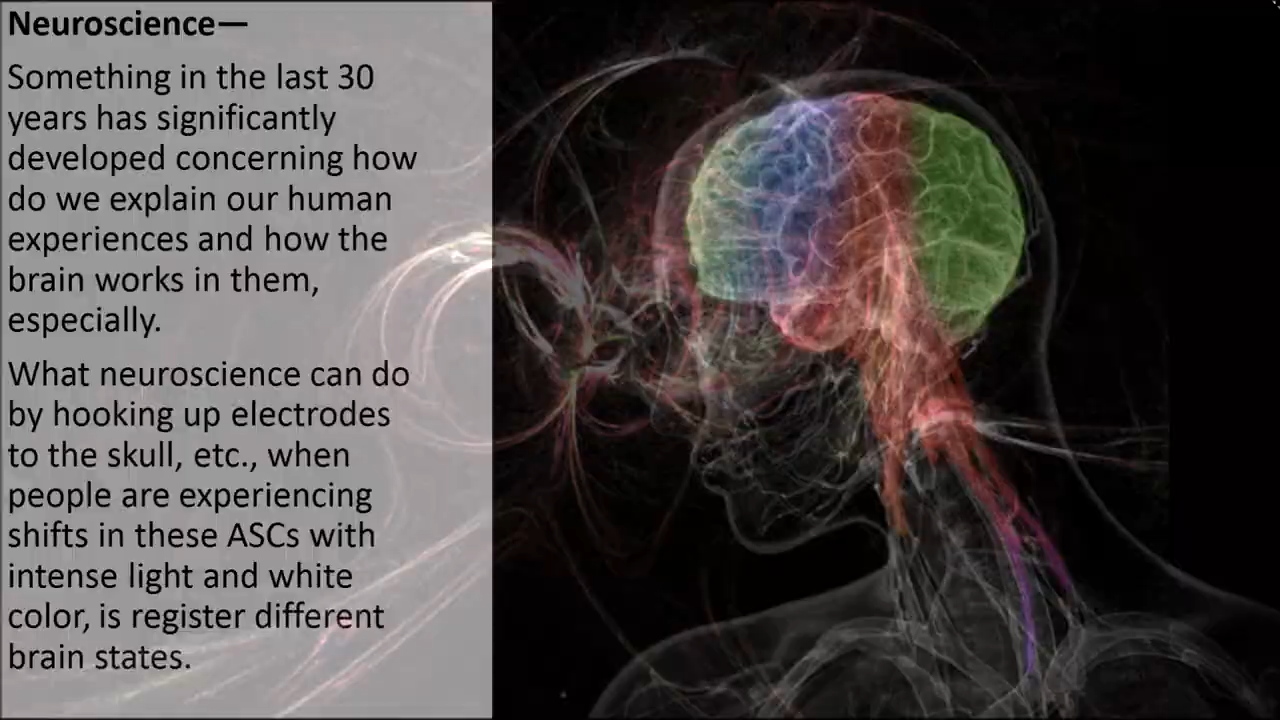 Neuroscience—
Something in the last 30
years has significantly
developed concerning how
do we explain our human
experiences and how the
brain works in them,
especially.
What neuroscience can do
by hooking up electrodes
to the skull, etc., when
people are experiencing
shifts in these ASCs with
intense light and white
color, is register different
brain states.